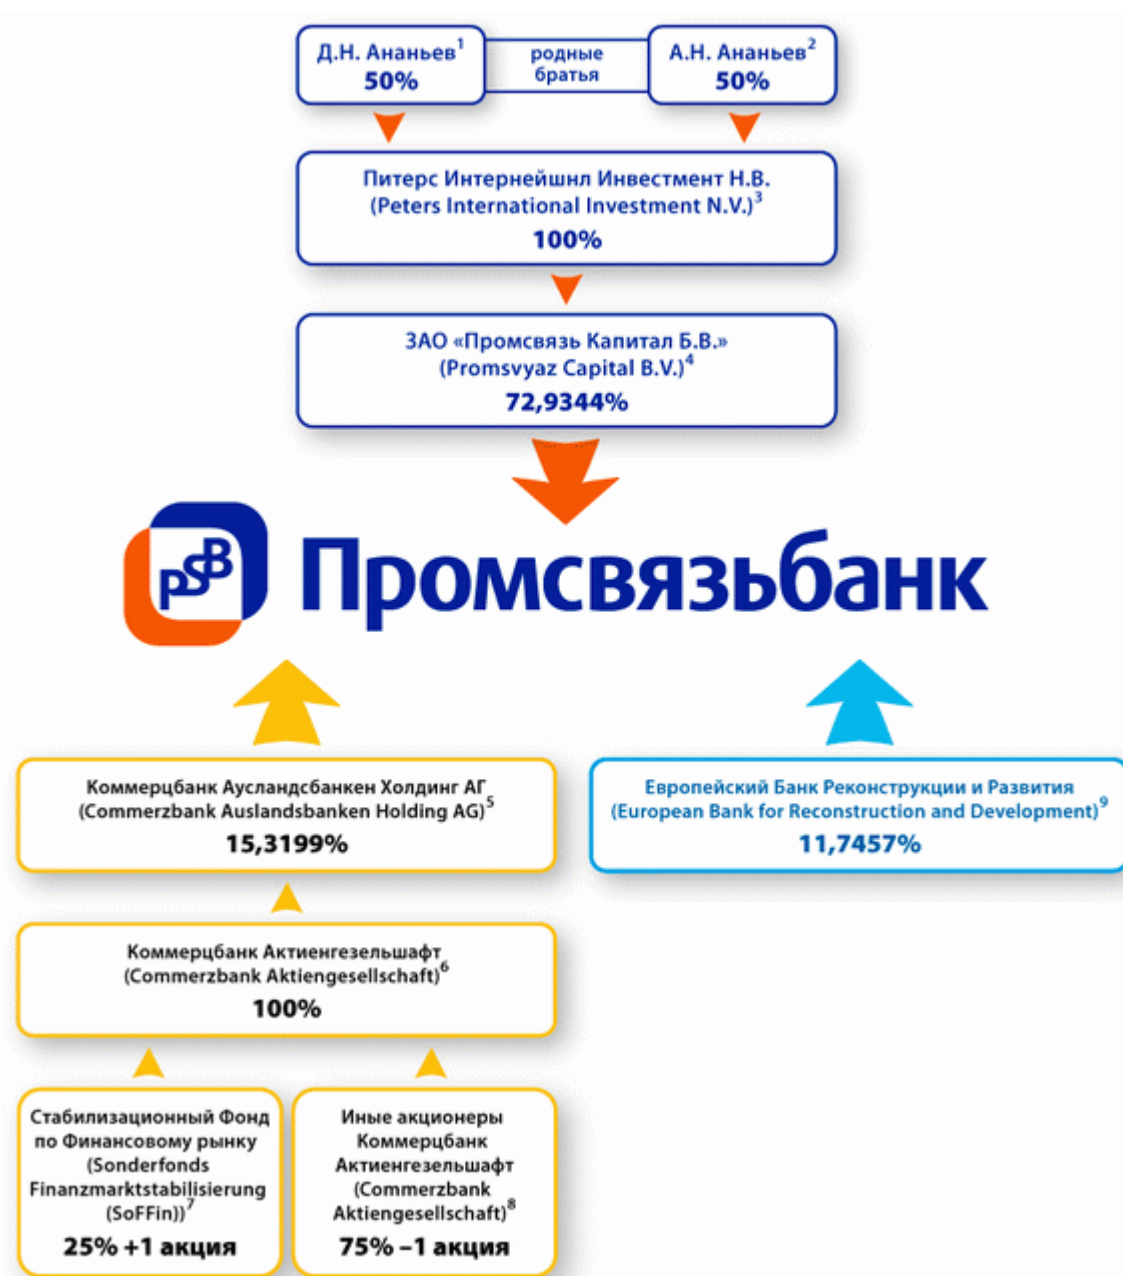 Д.Н. Ананьев1
50%
родные
братья
А.Н. Ананьев2
50%
Питерс Интернейшнл Инвестмент Н.В.
(Peters International Investment N.V.)3
100%
ЗАО «Промсвязь Капитал Б.В.»
(Promsvyaz Capital B.V.)4
72,9344%
PSB
Промсвязьбанк
Коммерцбанк Аусландсбанкен Холдинг АГ
(Commerzbank Auslandsbanken Holding AG)5
15,3199%
Европейский Банк Реконструкции и Развития
(European Bank for Reconstruction and Development)9
11,7457%
Коммерцбанк Актиенгезельшафт
(Commerzbank Aktiengesellschaft)6
100%
Стабилизационный Фонд
по Финансовому рынку
(Sonderfonds
Finanzmarktstabilisierung
(SoFFin))7
25% +1 акция
Иные акционеры
Коммерцбанк
Актиенгезельшафт
(Commerzbank
Aktiengesellschaft)8
75% –1 акция